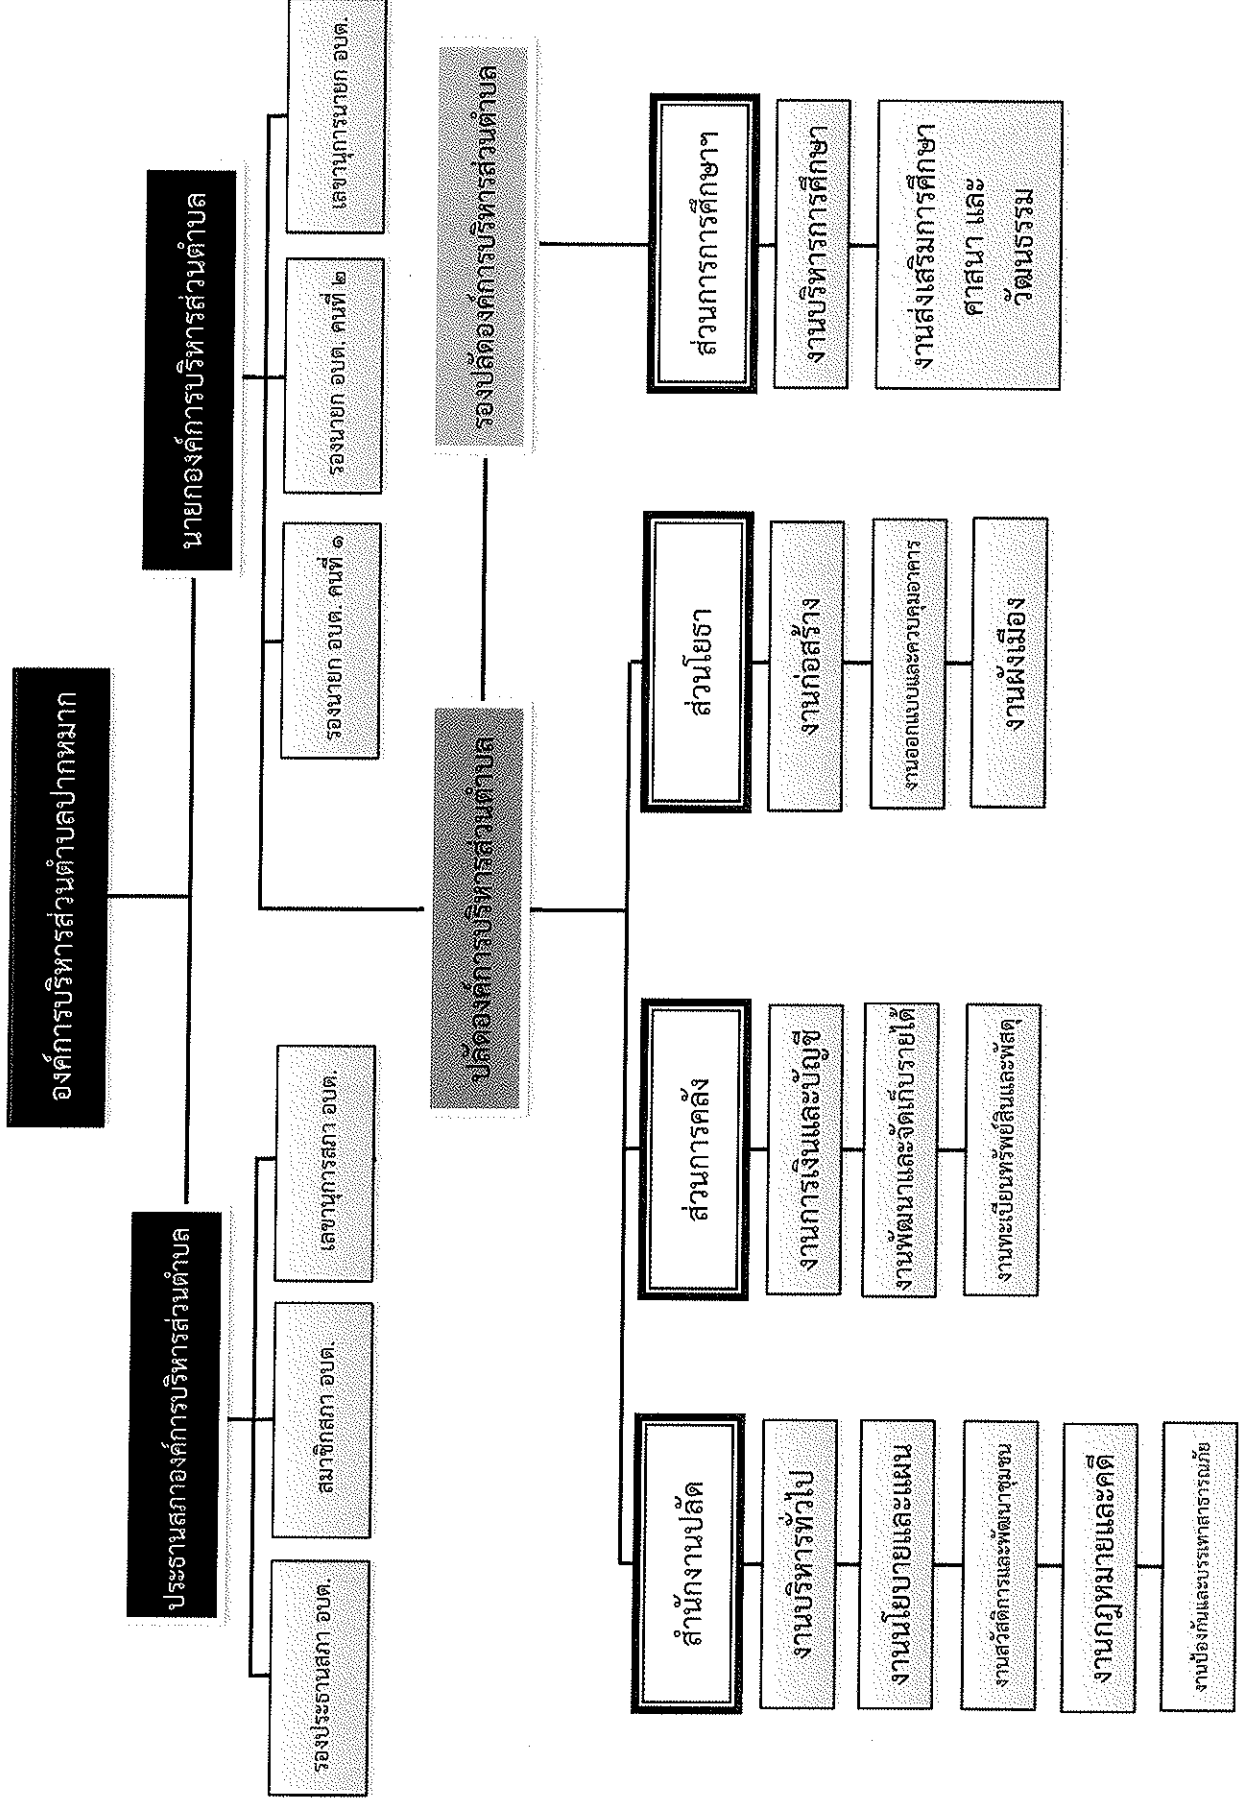 องค์การบริหารส่วนตำบลปากหมาก
ประธานสภาองค์การบริหารส่วนตำบล
นายกองค์การบริหารส่วนตำบล
รองประธานสภา อบต.
สมาชิกสภา อบต.
เลขานุการสภา อบต.
รองนายก อบต. คนที่ ๑
รองนายก อบต. คนที่ ๒
เลขานุการนายก อบต.
ปลัดองค์การบริหารส่วนตำบล
รองปลัดองค์การบริหารส่วนตำบล
สำนักงานปลัด
งานบริหารทั่วไป
งานนโยบายและแผน
งานสวัสดิการและพัฒนาชุมชน
งานกฎหมายและคดี
งานป้องกันและบรรเทาสาธารณภัย
ส่วนการคลัง
งานการเงินและบัญชี
งานพัฒนาและจัดเก็บรายได้
งานทะเบียนทรัพย์สินและพัสดุ
ส่วนโยธา
งานก่อสร้าง
งานออกแบบและควบคุมอาคาร
งานผังเมือง
ส่วนการการศึกษาฯ
งานบริหารการศึกษา
งานส่งเสริมการศึกษา
ศาสนา และ
วัฒนธรรม